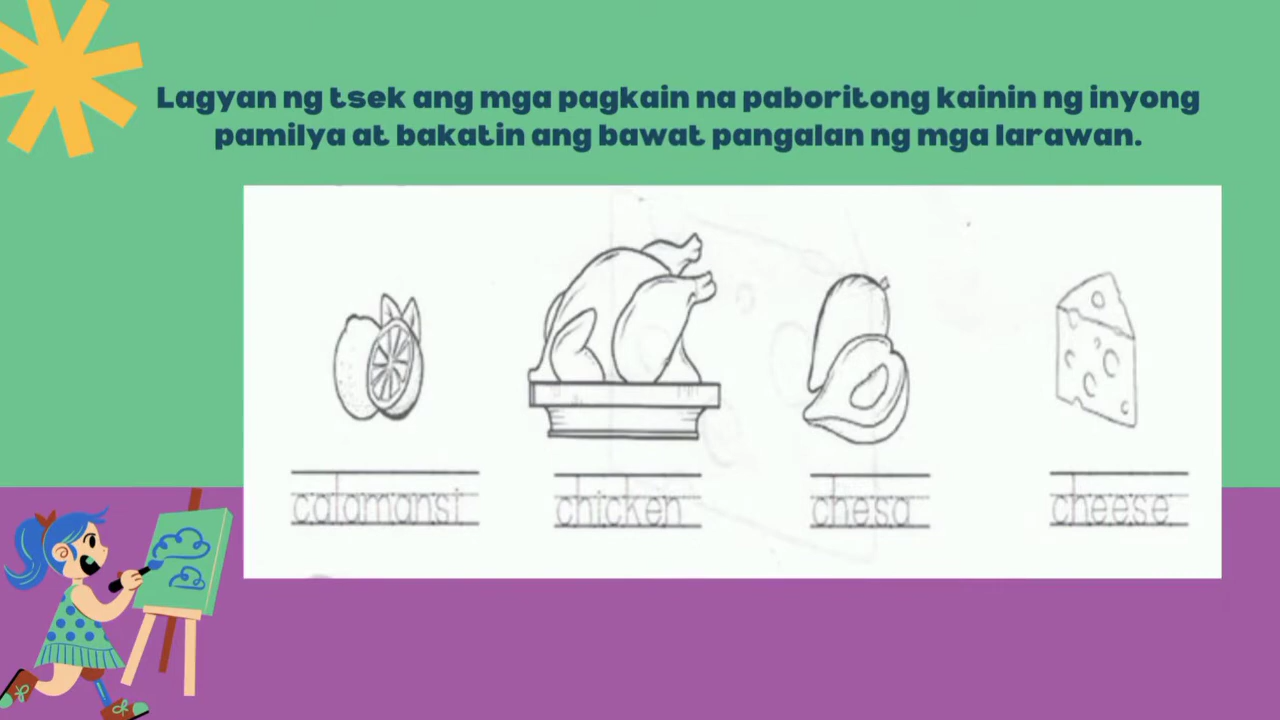 Lagyan ng tsek ang mga pagkain na paboritong kainin ng inyong
pamilya at bakatin ang bawat pangalan ng mga larawan.
calamansi chicken chesa cheese